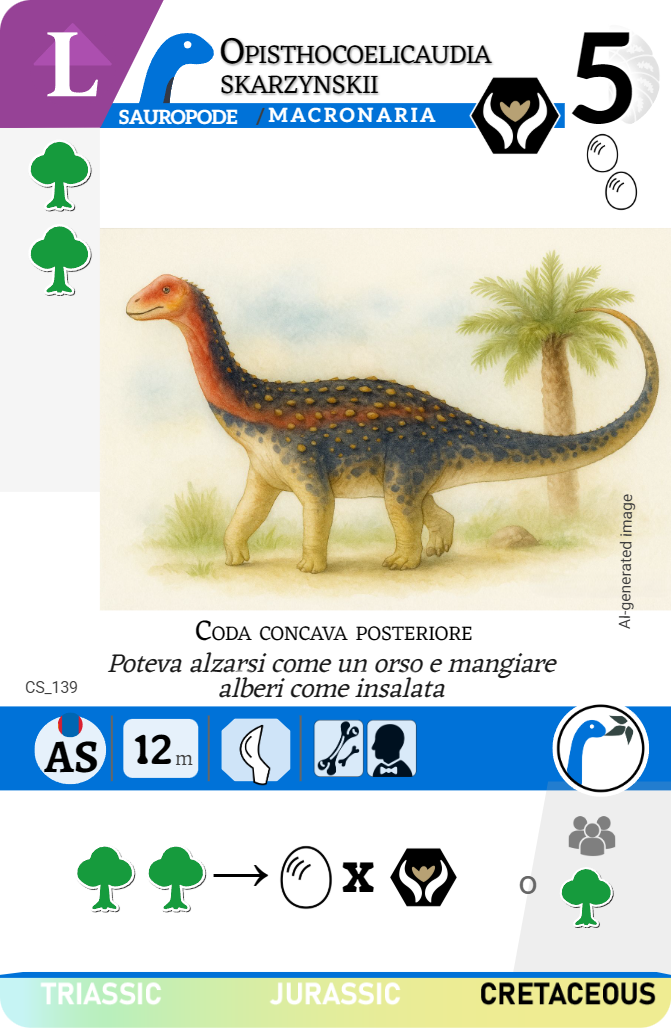 L
OPISTHOCOELICAUDIA
SKARZYNSKII
5
SAUROPODE / MACRONARIA
AI-generated image
CODA CONCAVA POSTERIORE
Poteva alzarsi come un orso e mangiare
alberi come insalata
CS_139
AS
12 m
x
o
TRIASSIC JURASSIC CRETACEOUS